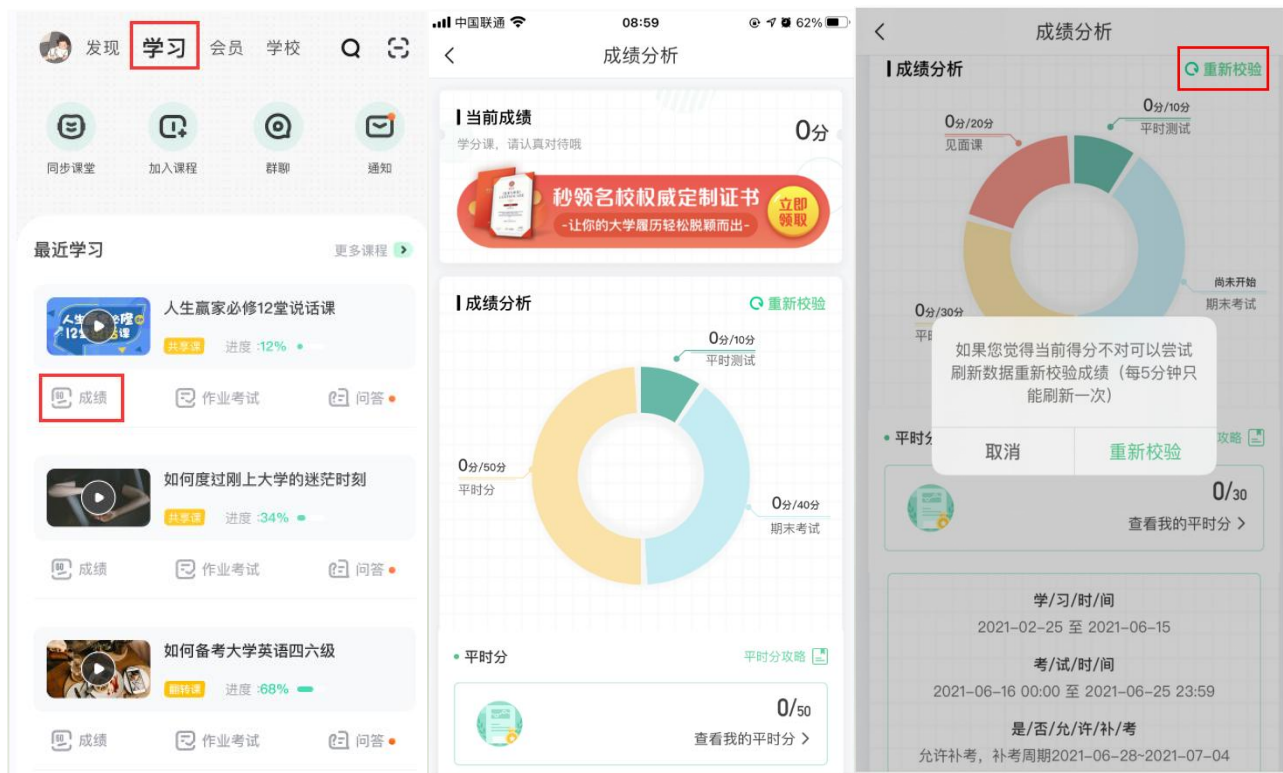 发现 学习 会员 学校
同步课堂 加入课程 群聊 通知
最近学习 更多课程
人生赢家必修12堂说话课
共享课 进度 :12%
成绩 作业考试 问答
如何度过刚上大学的迷茫时刻
共享课 进度 :34%
成绩 作业考试 问答
如何备考大学英语四六级
翻转课 进度 :68%
成绩 作业考试 问答
中国联通 08:59 62%
成绩分析
当前成绩
学分课，请认真对待哦
0分
秒领名校权威定制证书
-让你的大学履历轻松脱颖而出-
立即
领取
成绩分析 重新校验
0分/10分
平时测试
0分/50分
平时分
0分/40分
期末考试
平时分 平时分攻略
0/50
查看我的平时分
成绩分析
成绩分析 重新校验
0分/10分
平时测试
0分/20分
见面课
尚未开始
期末考试
0分/30分
如果您觉得当前得分不对可以尝试
刷新数据重新校验成绩（每5分钟只
能刷新一次）
取消 重新校验
平时 攻略
0/30
查看我的平时分
学/习/时/间
2021-02-25 至 2021-06-15
考/试/时/间
2021-06-16 00:00 至 2021-06-25 23:59
是/否/允/许/补/考
允许补考，补考周期2021-06-28~2021-07-04